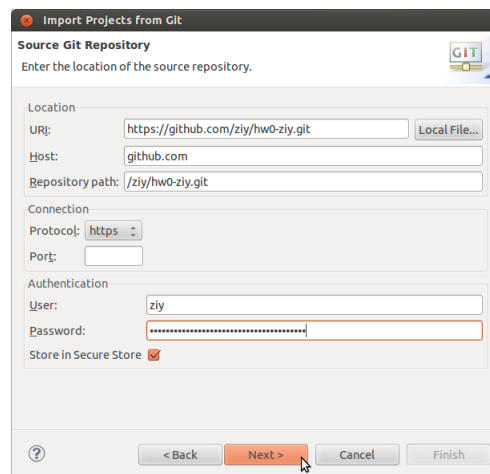 Import Projects from Git
Source Git Repository
Enter the location of the source repository.
GIT
Location
URI: https://github.com/ziy/hw0-ziy.git Local File...
Host: github.com
Repository path: /ziy/hw0-ziy.git
Connection
Protocol: https
Port:
Authentication
User: ziy
Password: ••••••••••••••••••••••••••••••••••••••••
Store in Secure Store
< Back Next > Cancel Finish